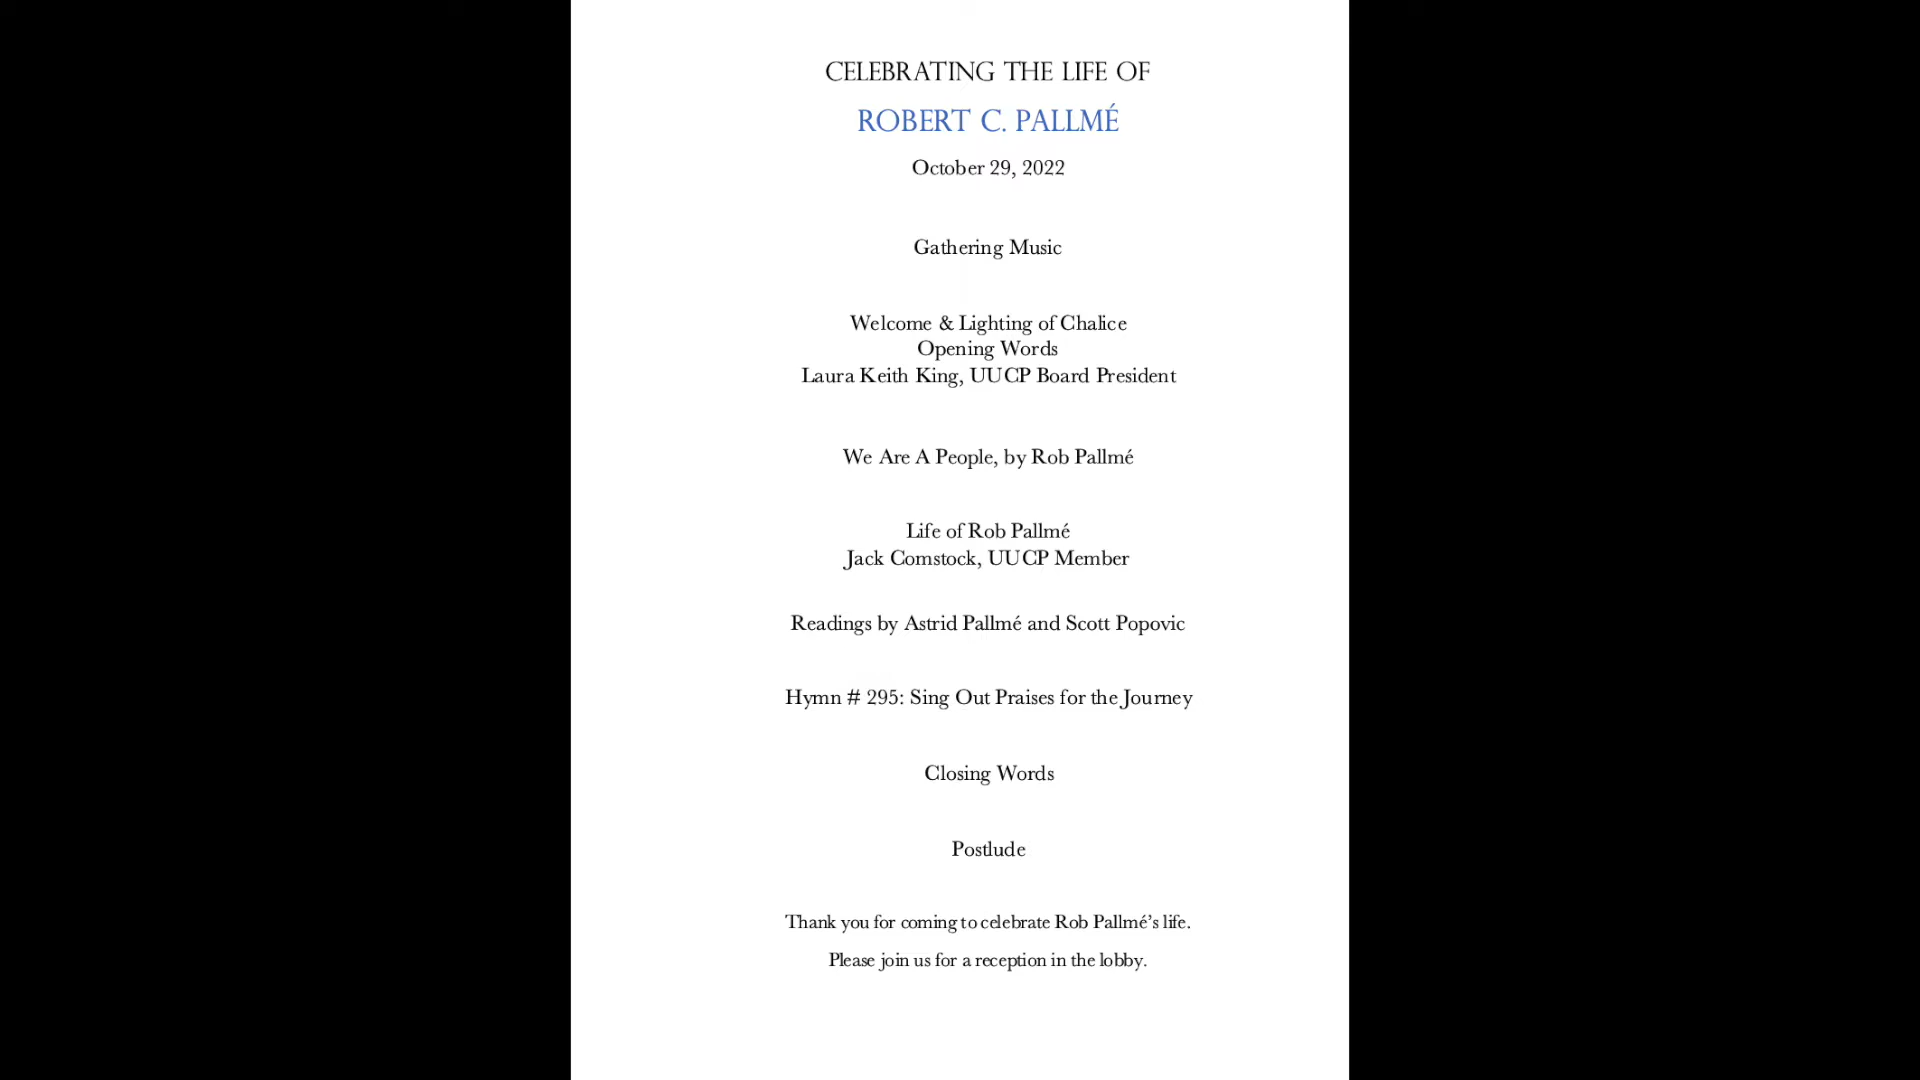 CELEBRATING THE LIFE OF
ROBERT C. PALLMÉ
October 29, 2022
Gathering Music
Welcome & Lighting of Chalice
Opening Words
Laura Keith King, UUCP Board President
We Are A People, by Rob Pallmé
Life of Rob Pallmé
Jack Comstock, UUCP Member
Readings by Astrid Pallmé and Scott Popovic
Hymn # 295: Sing Out Praises for the Journey
Closing Words
Postlude
Thank you for coming to celebrate Rob Pallmé’s life.
Please join us for a reception in the lobby.